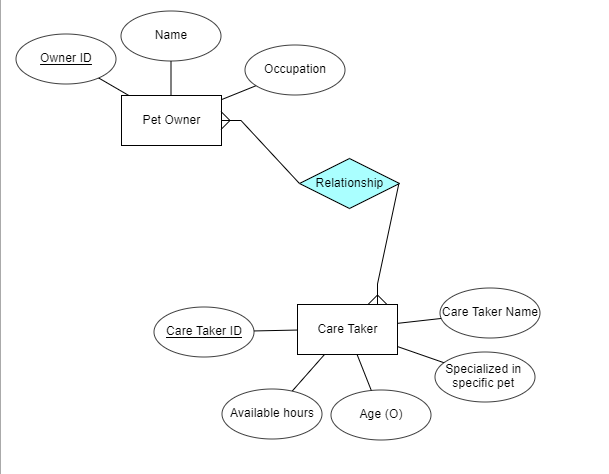 Name
Owner ID
Occupation
Pet Owner
Relationship
Care Taker Name
Care Taker ID
Care Taker
Specialized in
specific pet
Available hours
Age (O)